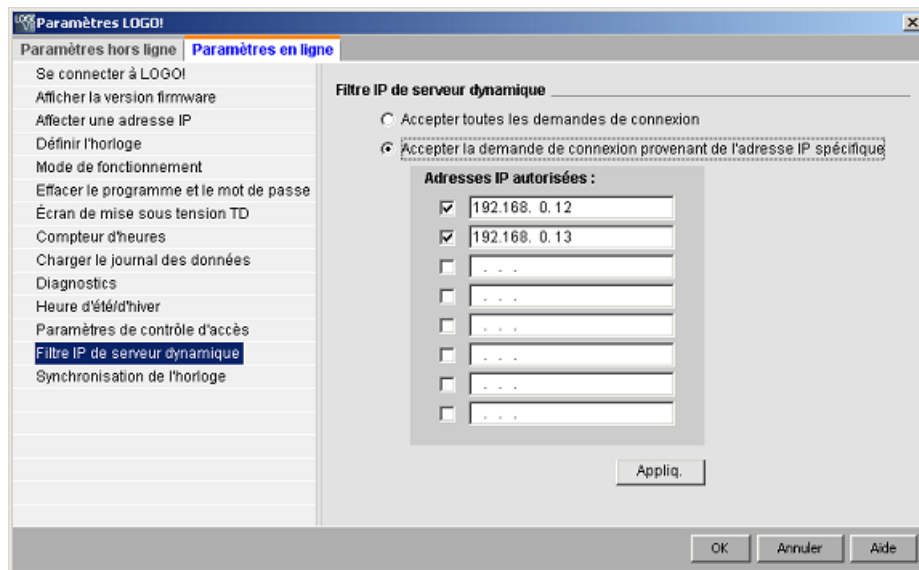 Paramètres LOGO!
Paramètres hors ligne
Paramètres en ligne
Se connecter à LOGO!
Afficher la version firmware
Affecter une adresse IP
Définir l'horloge
Mode de fonctionnement
Effacer le programme et le mot de passe
Écran de mise sous tension TD
Compteur d'heures
Charger le journal des données
Diagnostics
Heure d'été/d'hiver
Paramètres de contrôle d'accès
Filtre IP de serveur dynamique
Synchronisation de l'horloge
Filtre IP de serveur dynamique
Accepter toutes les demandes de connexion
Accepter la demande de connexion provenant de l'adresse IP spécifique
Adresses IP autorisées :
192.168. 0.12
192.168. 0.13
. . .
. . .
. . .
. . .
. . .
. . .
Appliq.
OK
Annuler
Aide